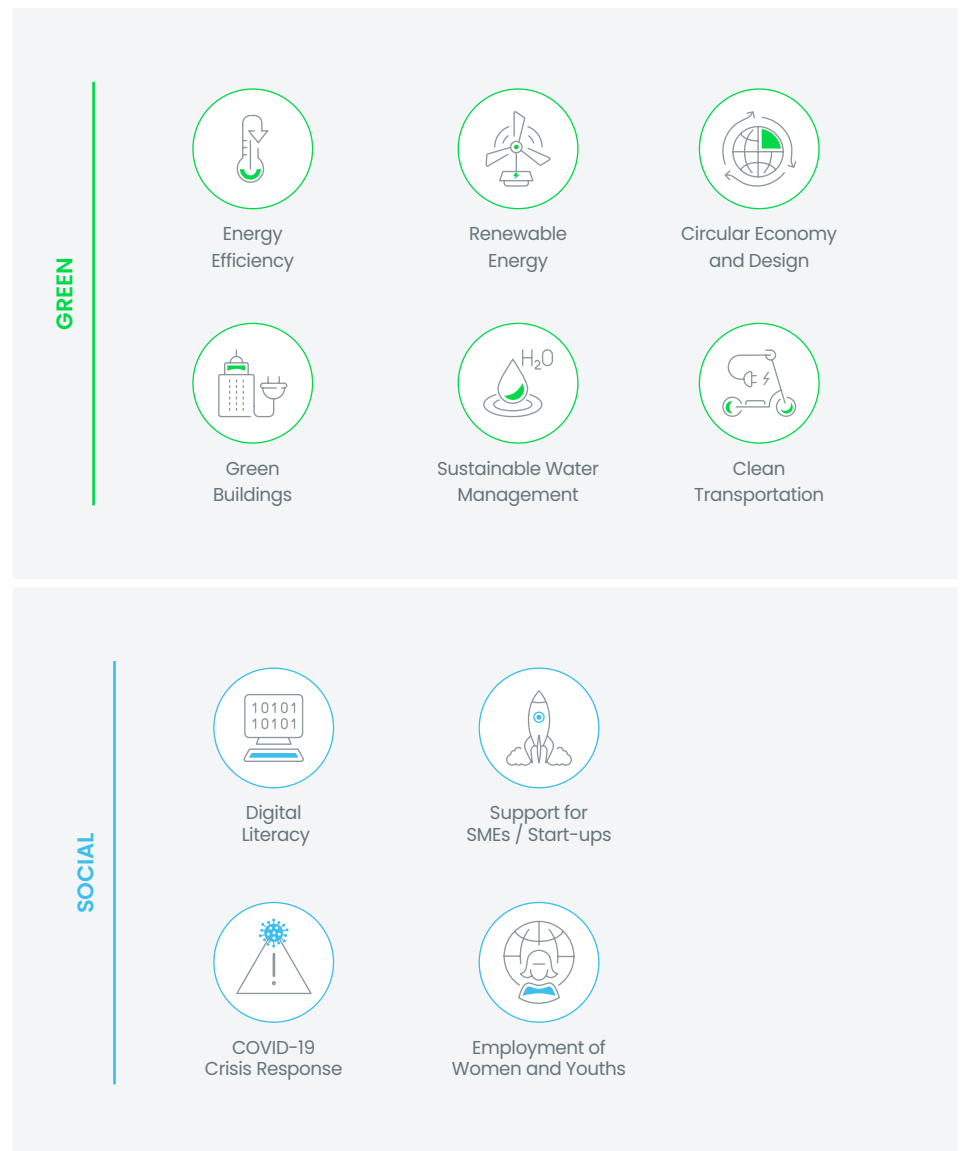 GREEN
Energy
Efficiency
Renewable
Energy
Circular Economy
and Design
Green
Buildings
H₂O
Sustainable Water
Management
Clean
Transportation
SOCIAL
10101
10101
Digital
Literacy
Support for
SMEs / Start-ups
!
COVID-19
Crisis Response
Employment of
Women and Youths